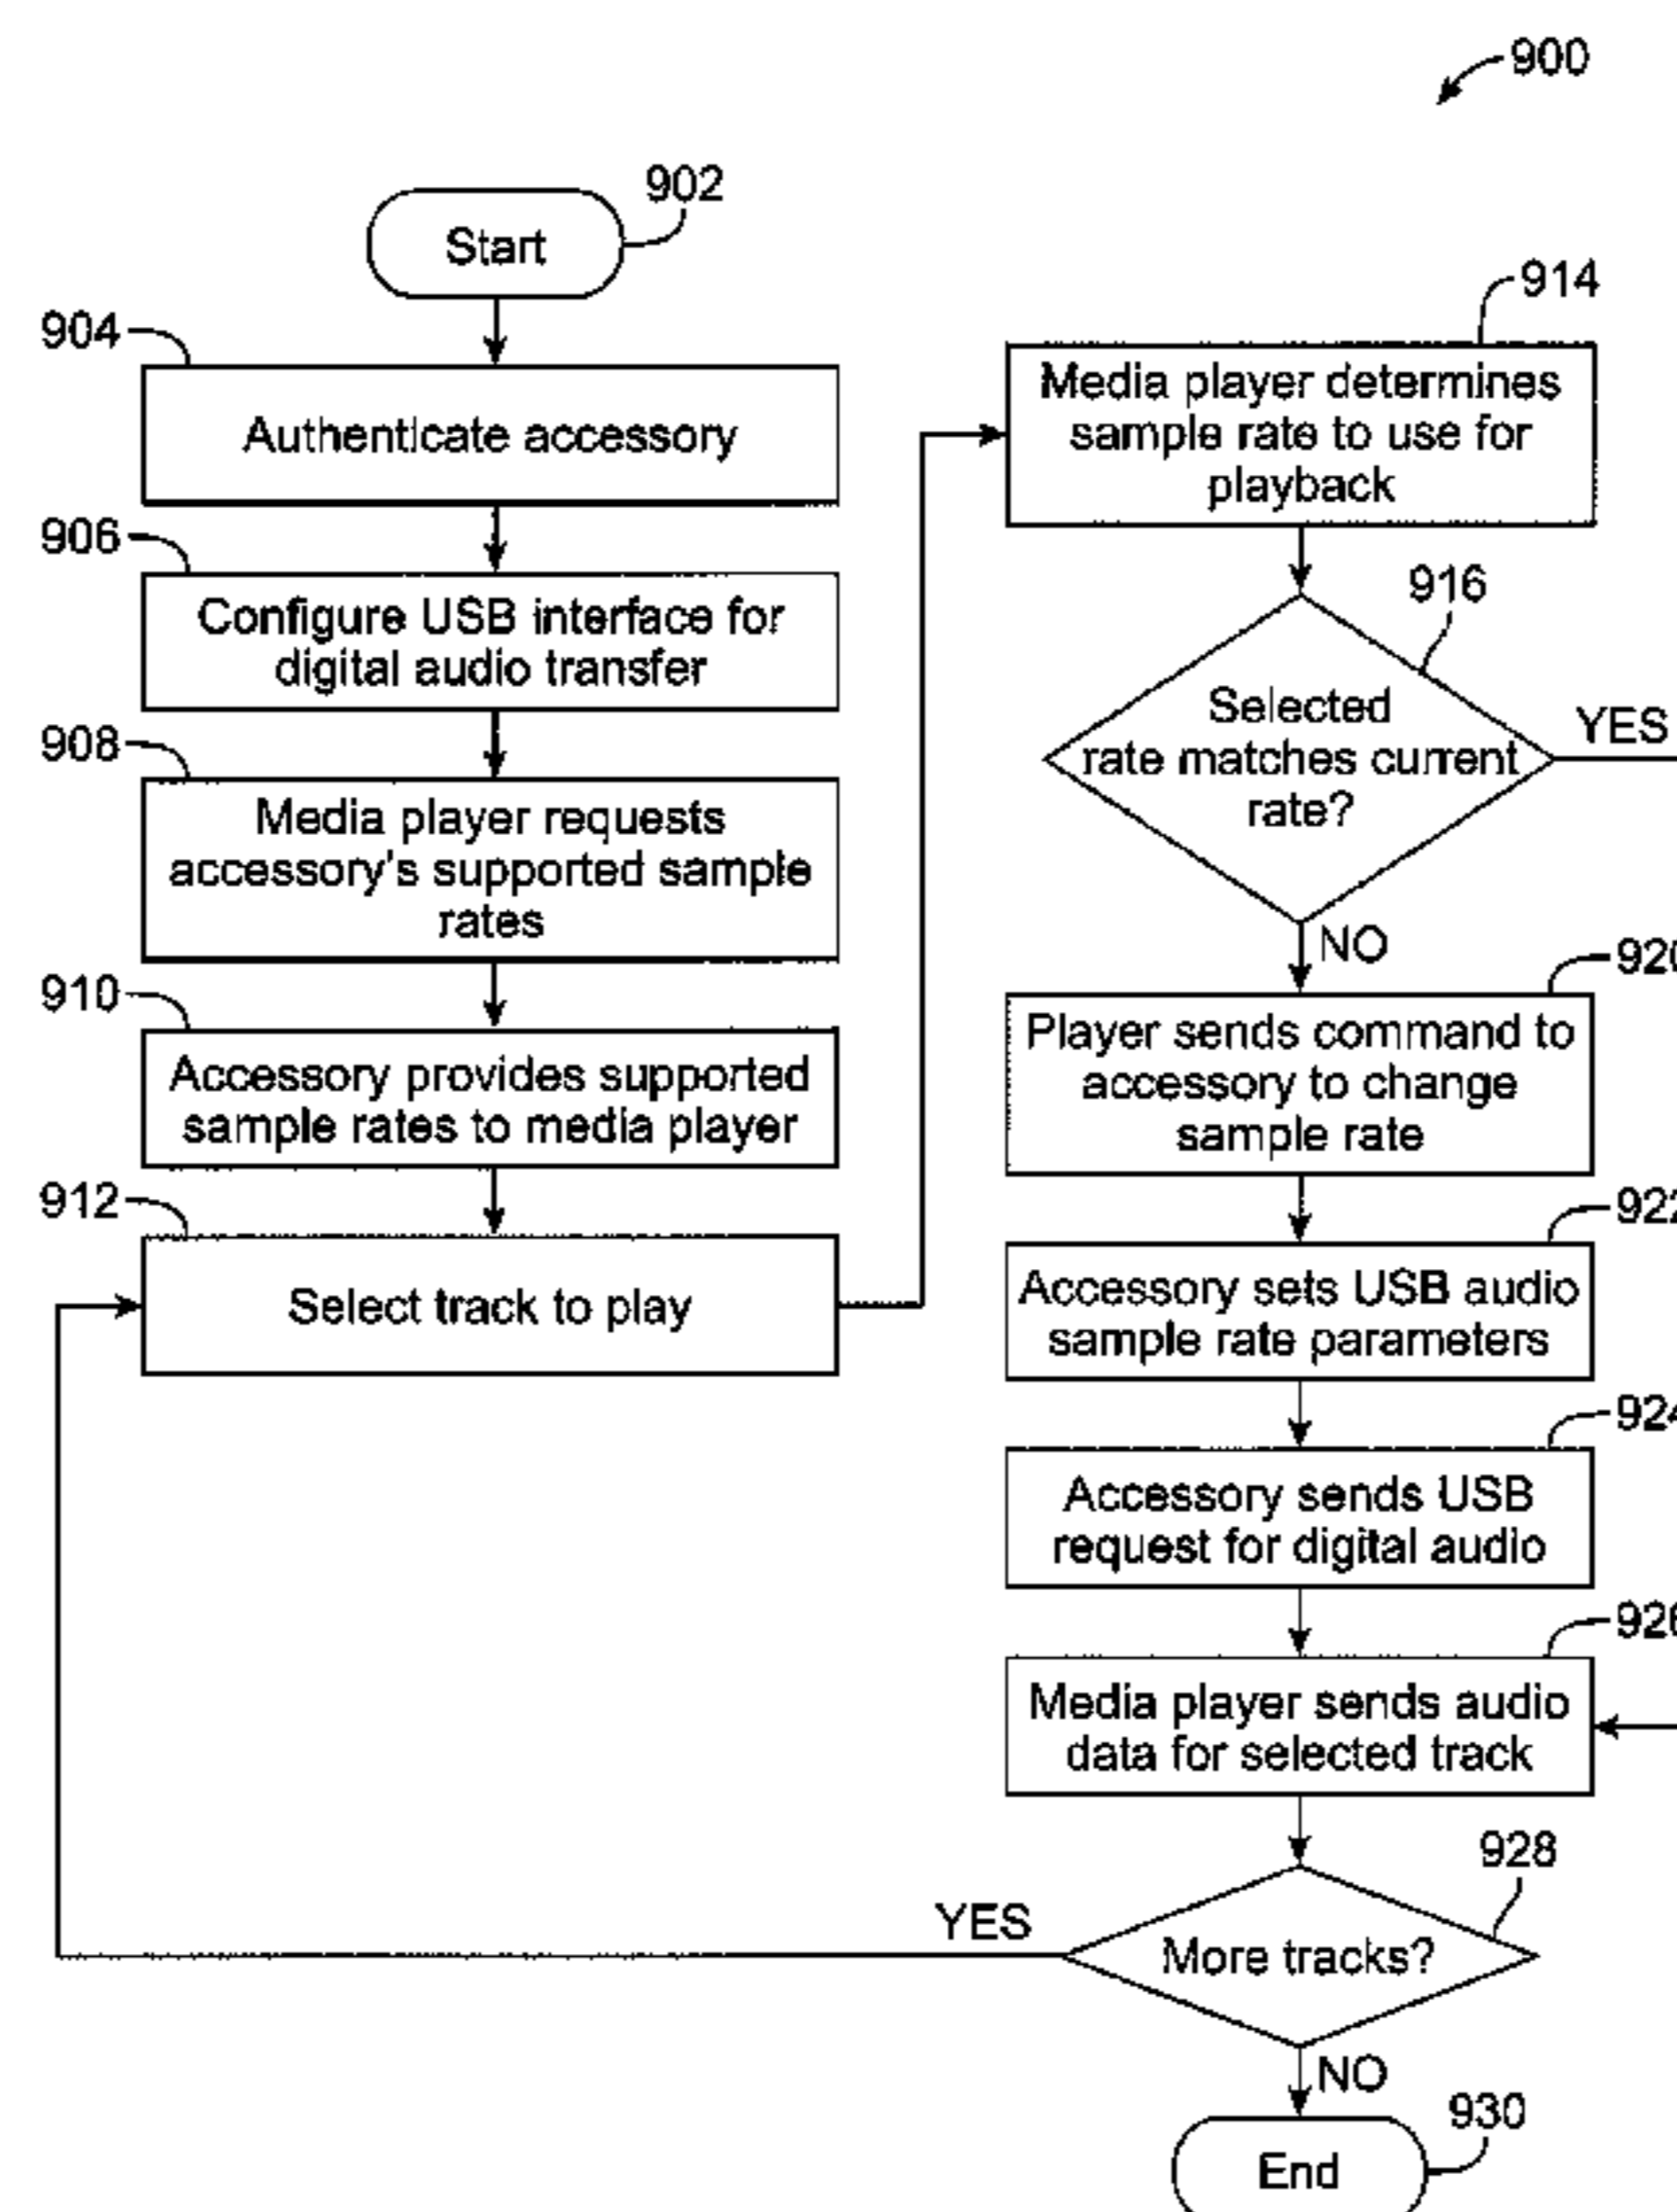 900
902
Start
904
Authenticate accessory
906
Configure USB interface for
digital audio transfer
908
Media player requests
accessory's supported sample
rates
910
Accessory provides supported
sample rates to media player
912
Select track to play
914
Media player determines
sample rate to use for
playback
916
Selected
rate matches current
rate?
YES
NO
920
Player sends command to
accessory to change
sample rate
922
Accessory sets USB audio
sample rate parameters
924
Accessory sends USB
request for digital audio
926
Media player sends audio
data for selected track
928
YES
More tracks?
NO
930
End